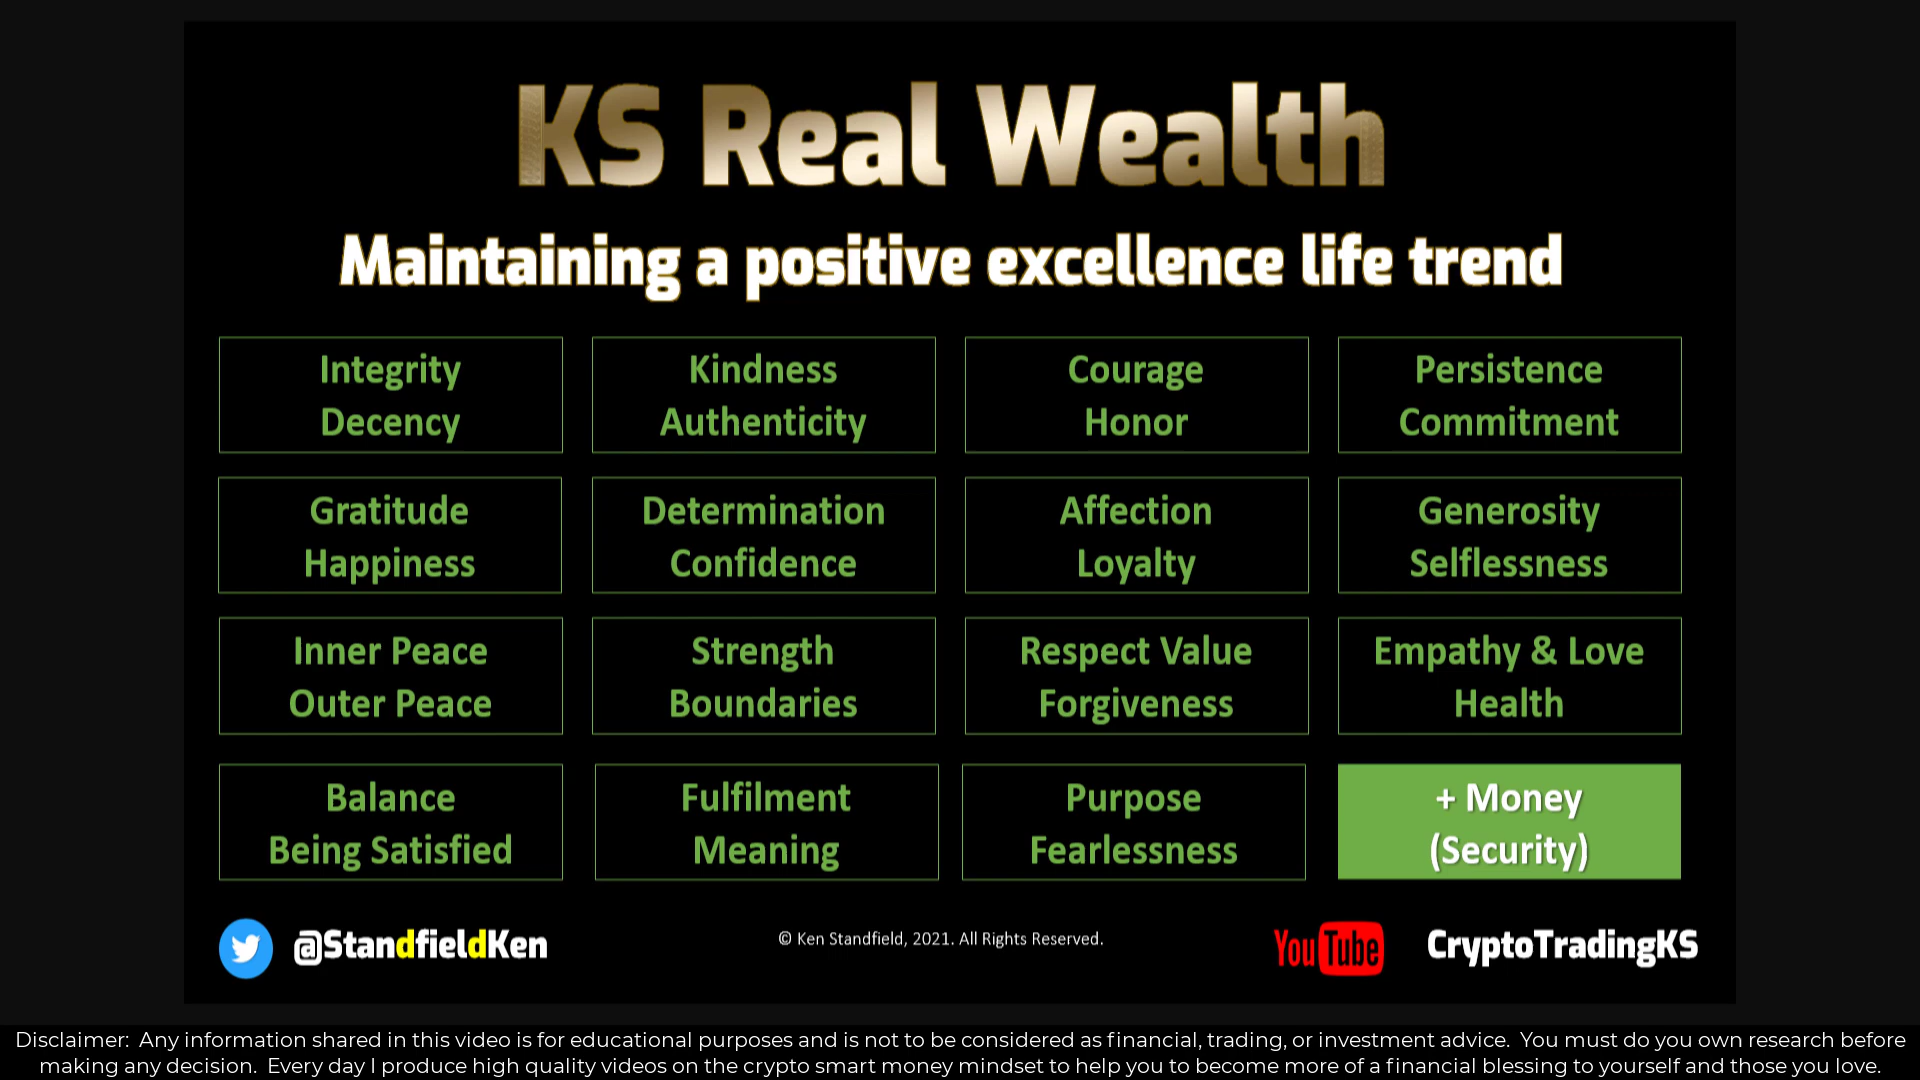 KS Real Wealth
Maintaining a positive excellence life trend
Integrity
Decency
Kindness
Authenticity
Courage
Honor
Persistence
Commitment
Gratitude
Happiness
Determination
Confidence
Affection
Loyalty
Generosity
Selflessness
Inner Peace
Outer Peace
Strength
Boundaries
Respect Value
Forgiveness
Empathy & Love
Health
Balance
Being Satisfied
Fulfilment
Meaning
Purpose
Fearlessness
+ Money
(Security)
@StandfieldKen
© Ken Standfield, 2021. All Rights Reserved.
YouTube
CryptoTradingKS
Disclaimer:  Any information shared in this video is for educational purposes and is not to be considered as financial, trading, or investment advice.  You must do you own research before
making any decision.  Every day I produce high quality videos on the crypto smart money mindset to help you to become more of a financial blessing to yourself and those you love.